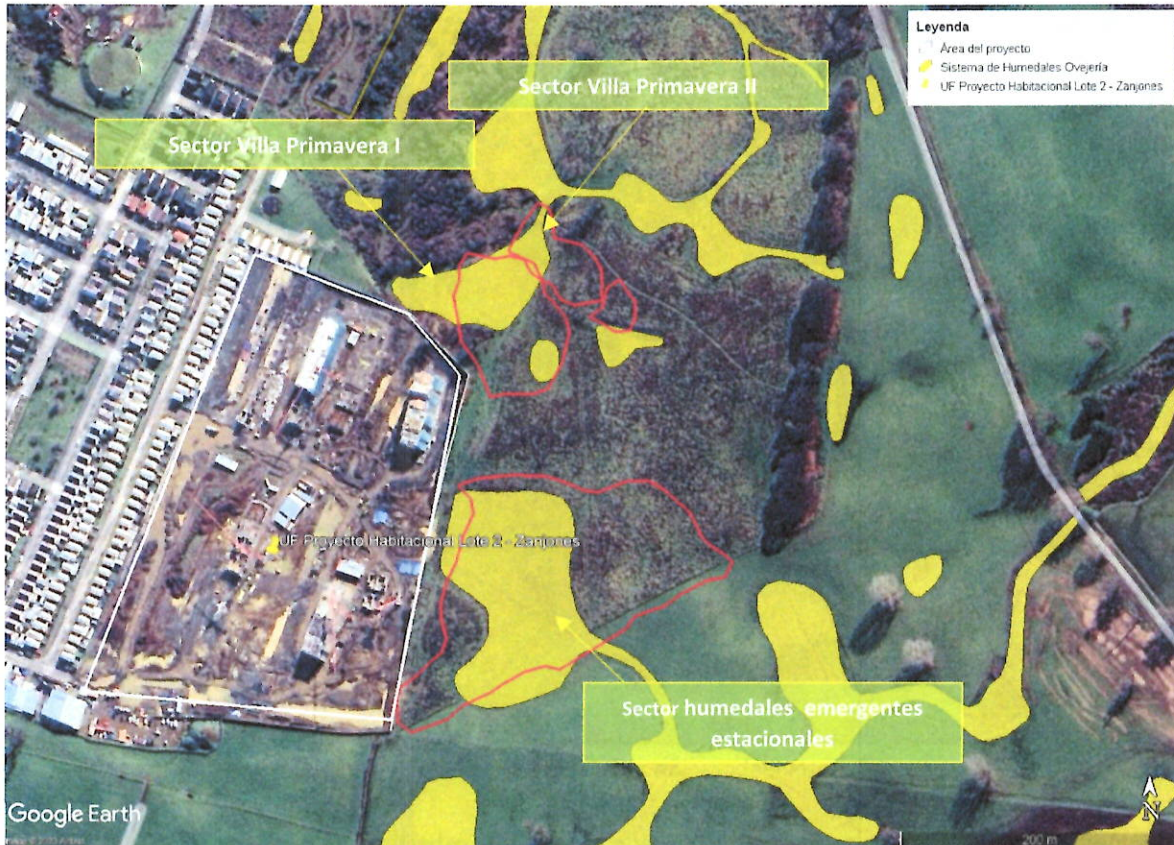 Leyenda
Área del proyecto
Sistema de Humedales Ovejería
UF Proyecto Habitacional Lote 2 - Zanjones
Sector Villa Primavera II
Sector Villa Primavera I
UF Proyecto Habitacional Lote 2 - Zanjones
Sector humedales emergentes
estacionales
Google Earth
N
200 m